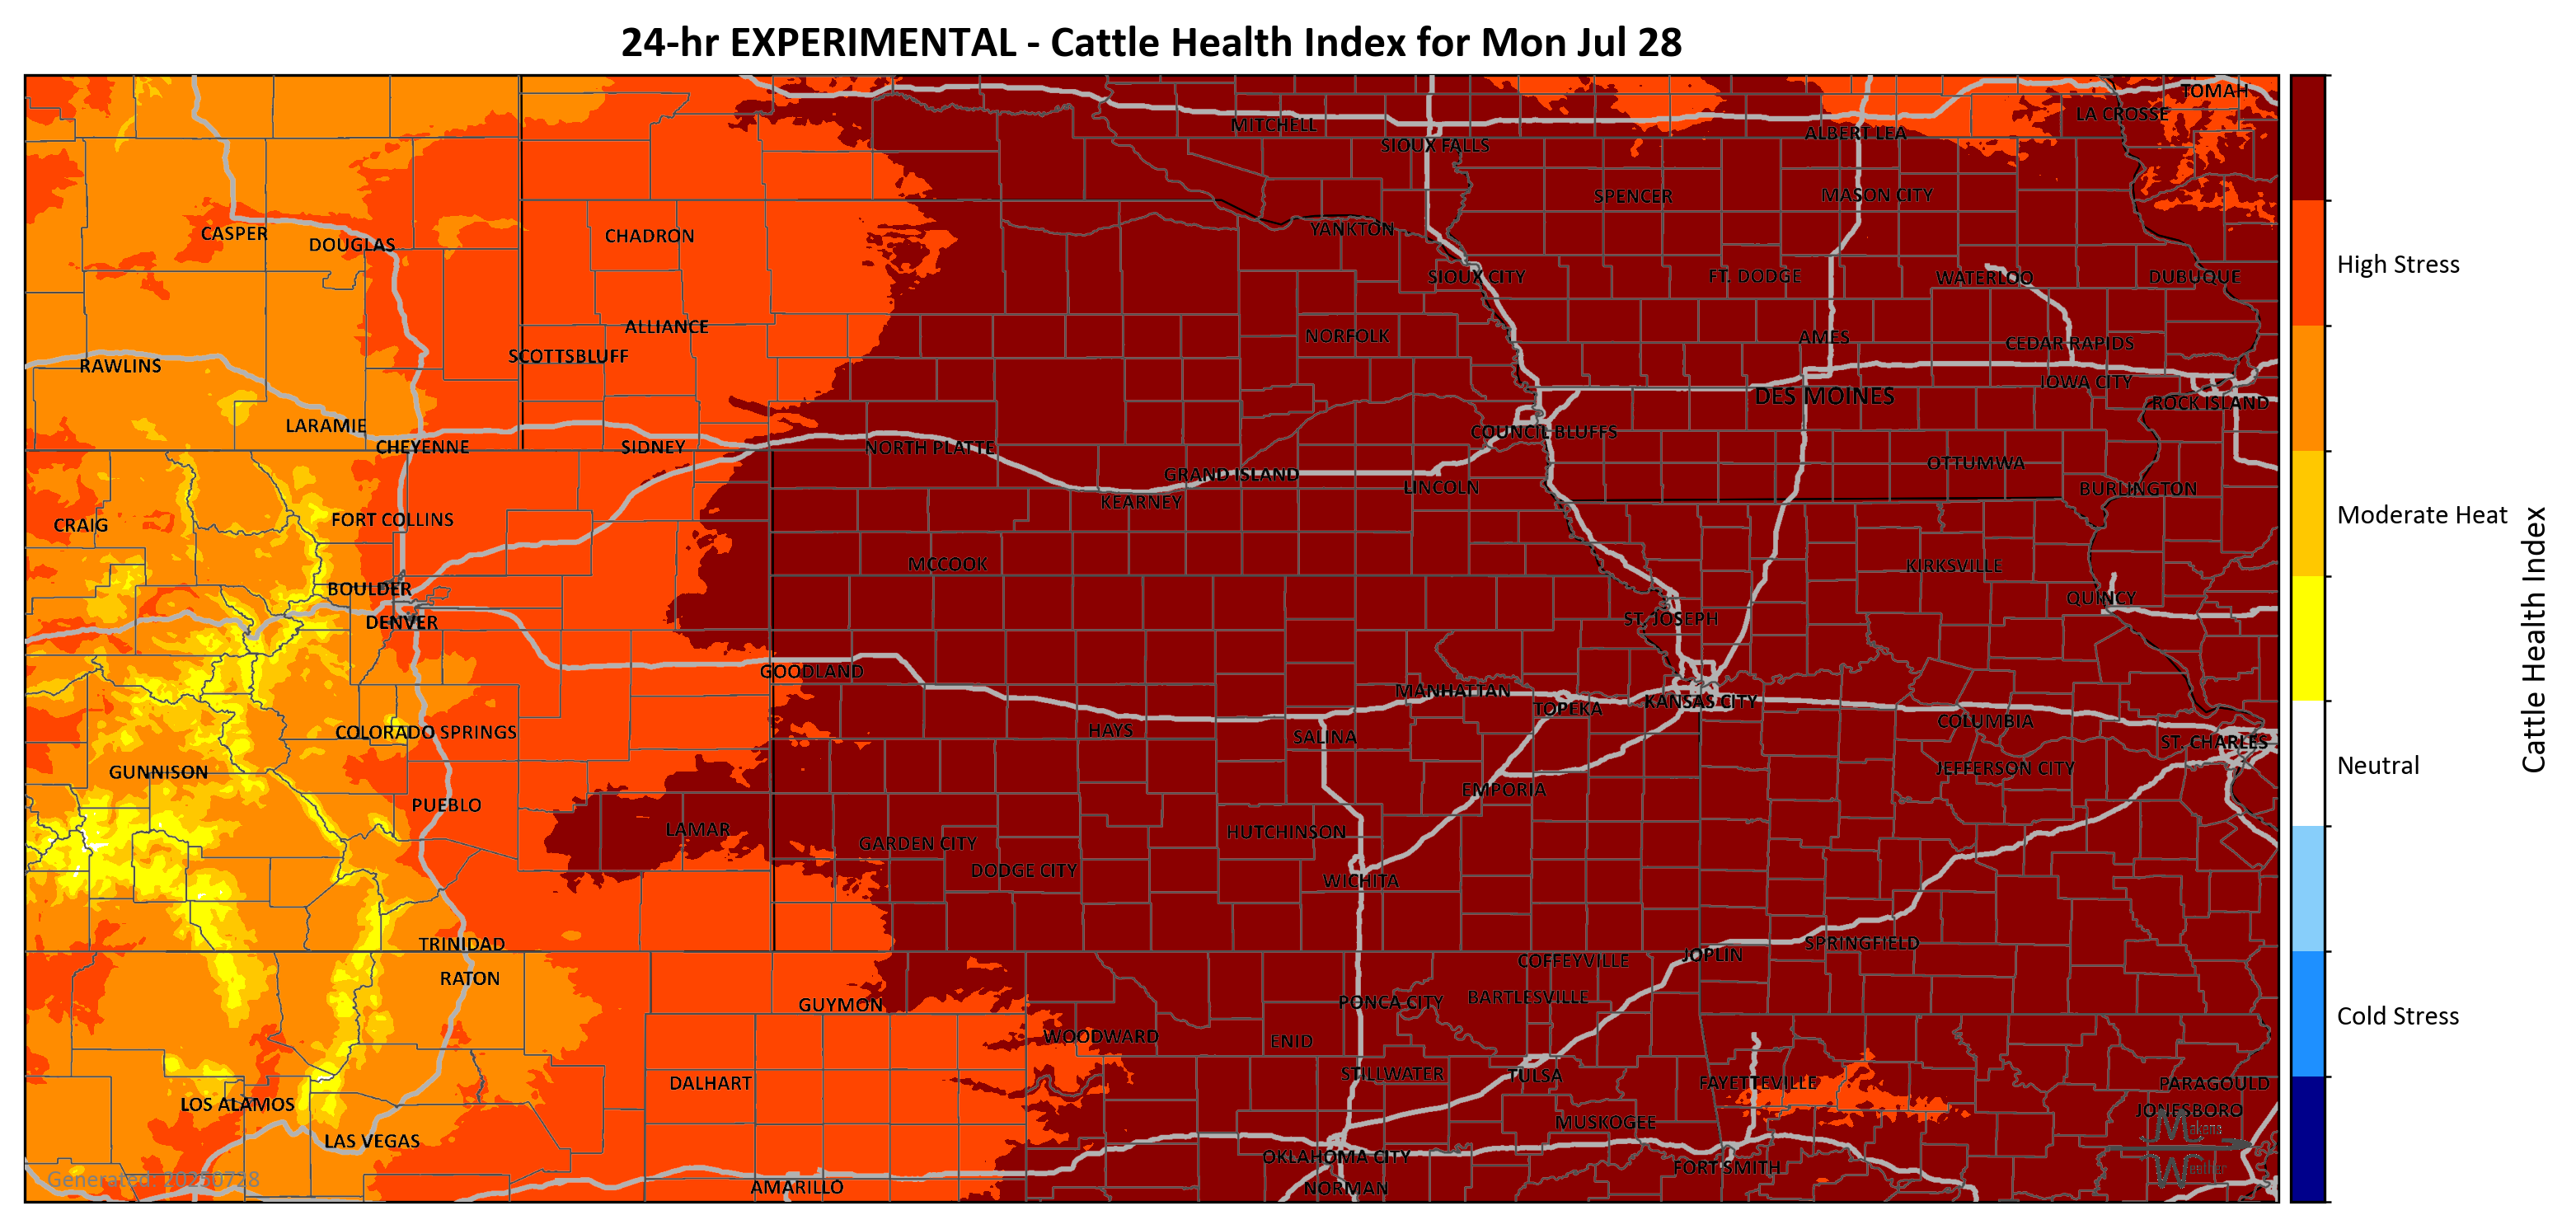 24-hr EXPERIMENTAL - Cattle Health Index for Mon Jul 28
TOMAH
LA CROSSE
MITCHELL
ALBERT LEA
SIOUX FALLS
SPENCER
MASON CITY
CASPER
DOUGLAS
CHADRON
YANKTON
SIOUX CITY
FT. DODGE
WATERLOO
DUBUQUE
High Stress
ALLIANCE
NORFOLK
AMES
CEDAR RAPIDS
SCOTTSBLUFF
RAWLINS
IOWA CITY
DES MOINES
ROCK ISLAND
LARAMIE
COUNCIL BLUFFS
CHEYENNE
SIDNEY
NORTH PLATTE
OTTUMWA
GRAND ISLAND
LINCOLN
BURLINGTON
KEARNEY
CRAIG
FORT COLLINS
Moderate Heat
MCCOOK
KIRKSVILLE
BOULDER
QUINCY
DENVER
ST. JOSEPH
Cattle Health Index
GOODLAND
MANHATTAN
TOPEKA
KANSAS CITY
COLUMBIA
COLORADO SPRINGS
HAYS
SALINA
ST. CHARLES
GUNNISON
JEFFERSON CITY
Neutral
EMPORIA
PUEBLO
LAMAR
HUTCHINSON
GARDEN CITY
DODGE CITY
WICHITA
TRINIDAD
SPRINGFIELD
JOPLIN
COFFEYVILLE
RATON
GUYMON
PONCA CITY
BARTLESVILLE
Cold Stress
WOODWARD
ENID
STILLWATER
TULSA
DALHART
FAYETTEVILLE
PARAGOULD
LOS ALAMOS
JONESBORO
MUSKOGEE
Makens
LAS VEGAS
OKLAHOMA CITY
FORT SMITH
Weather
Generated: 20250728
AMARILLO
NORMAN